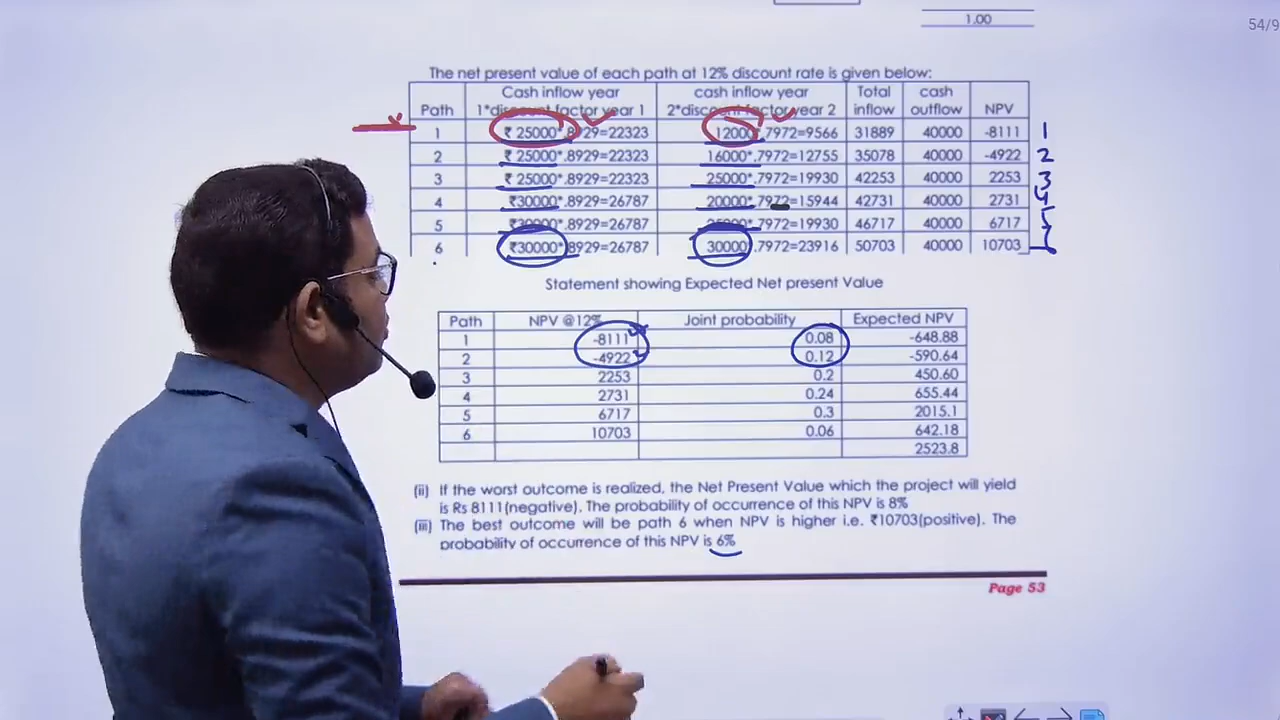 1.00
54/9
The net present value of each path at 12% discount rate is given below:
Path | Cash inflow year 1*discount factor year 1 | cash inflow year 2*discount factor year 2 | Total inflow | cash outflow | NPV
1 | ₹ 25000*.8929=22323 | 12000*.7972=9566 | 31889 | 40000 | -8111 | 1
2 | ₹ 25000*.8929=22323 | 16000*.7972=12755 | 35078 | 40000 | -4922 | 2
3 | ₹ 25000*.8929=22323 | 25000*.7972=19930 | 42253 | 40000 | 2253 | 3
4 | ₹30000*.8929=26787 | 20000*.7972=15944 | 42731 | 40000 | 2731 | 4
5 | ₹30000*.8929=26787 | 25000*.7972=19930 | 46717 | 40000 | 6717 | 5
6 | ₹30000*.8929=26787 | 30000*.7972=23916 | 50703 | 40000 | 10703
Statement showing Expected Net present Value
Path | NPV @12% | Joint probability | Expected NPV
1 | -8111 | 0.08 | -648.88
2 | -4922 | 0.12 | -590.64
3 | 2253 | 0.2 | 450.60
4 | 2731 | 0.24 | 655.44
5 | 6717 | 0.3 | 2015.1
6 | 10703 | 0.06 | 642.18
2523.8
(ii) If the worst outcome is realized, the Net Present Value which the project will yield
is Rs 8111(negative). The probability of occurrence of this NPV is 8%
(iii) The best outcome will be path 6 when NPV is higher i.e. ₹10703(positive). The
probability of occurrence of this NPV is 6%
Page 53